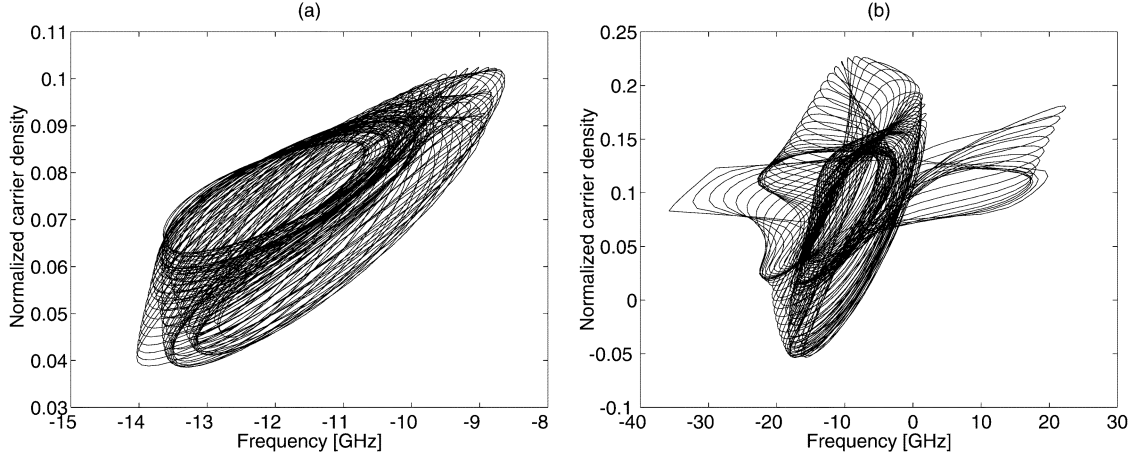 (a)
(b)
0.11
0.1
0.09
0.08
0.07
0.06
0.05
0.04
0.03
-15 -14 -13 -12 -11 -10 -9 -8
Normalized carrier density
Frequency [GHz]
0.25
0.2
0.15
0.1
0.05
0
-0.05
-0.1
-40 -30 -20 -10 0 10 20 30
Normalized carrier density
Frequency [GHz]